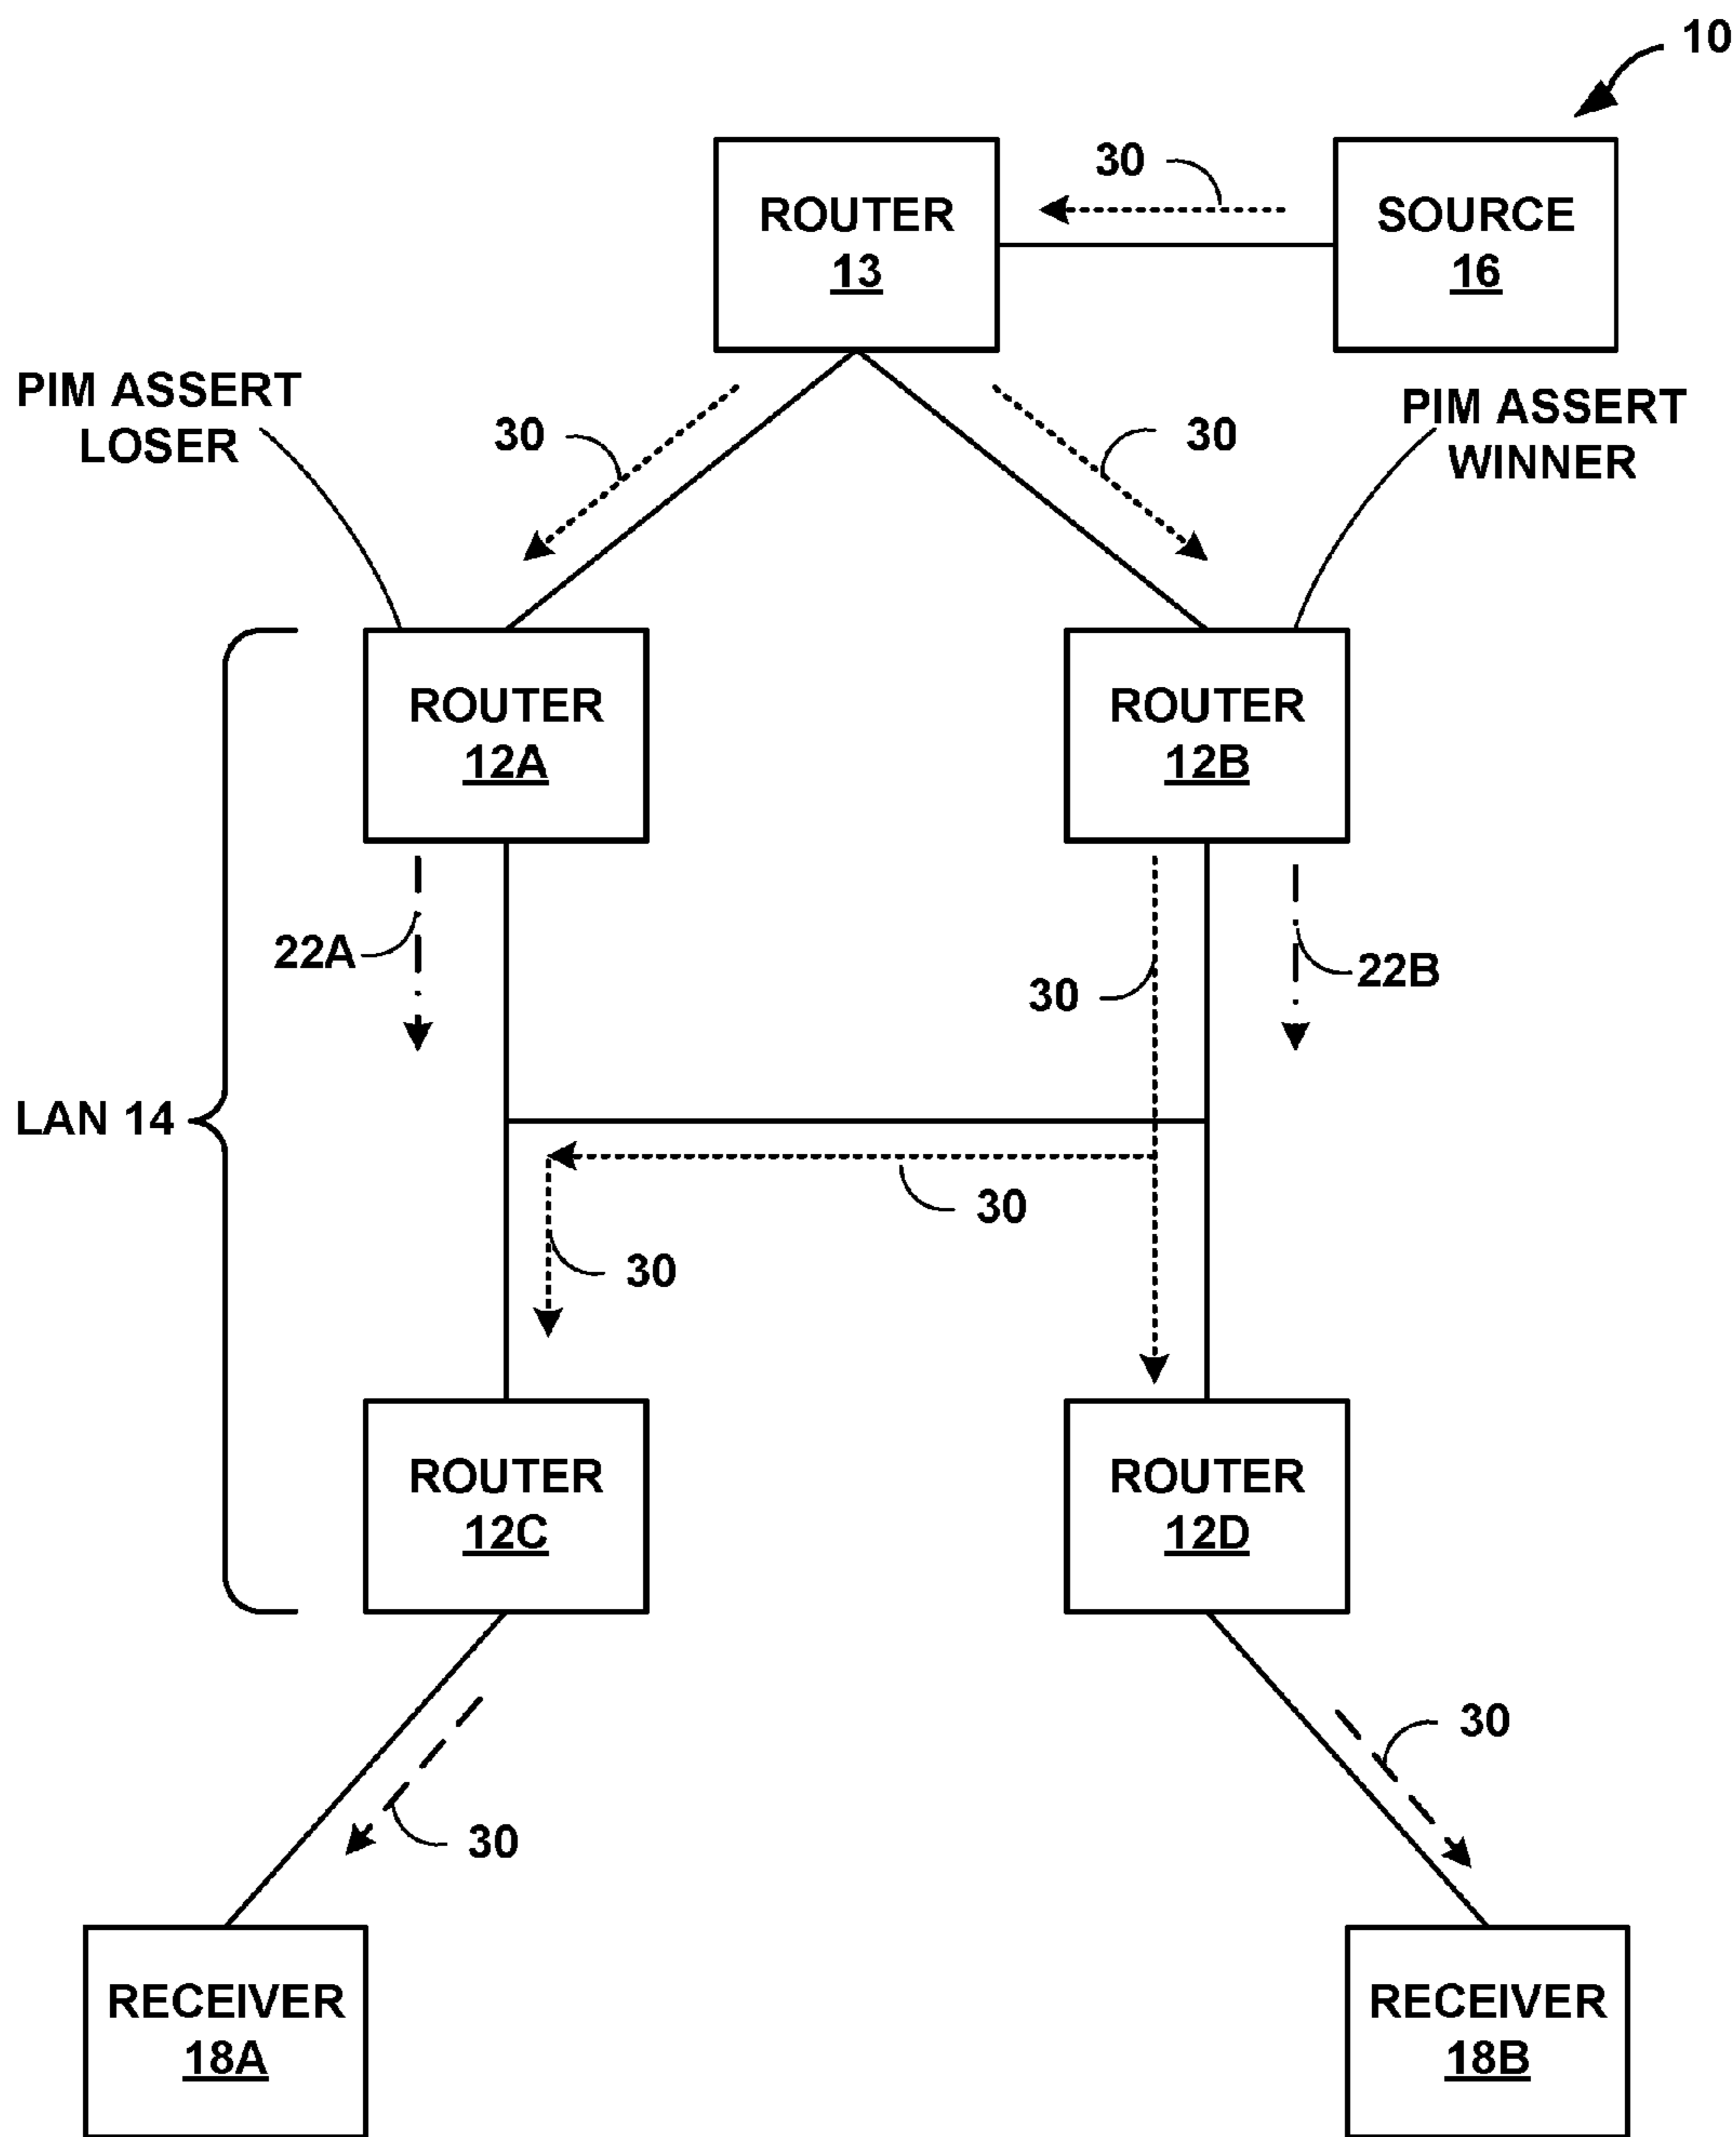 10
30
ROUTER
13
SOURCE
16
PIM ASSERT
LOSER
30
30
PIM ASSERT
WINNER
ROUTER
12A
ROUTER
12B
22A
30
22B
LAN 14
30
30
ROUTER
12C
ROUTER
12D
30
30
RECEIVER
18A
RECEIVER
18B